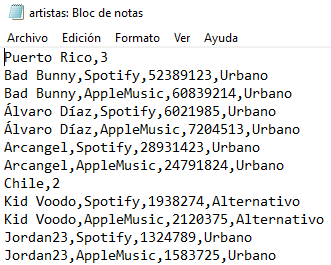 artistas: Bloc de notas
Archivo Edición Formato Ver Ayuda
Puerto Rico,3
Bad Bunny,Spotify,52389123,Urbano
Bad Bunny,AppleMusic,60839214,Urbano
Álvaro Díaz,Spotify,6021985,Urbano
Álvaro Díaz,AppleMusic,7204513,Urbano
Arcangel,Spotify,28931423,Urbano
Arcangel,AppleMusic,24791824,Urbano
Chile,2
Kid Voodo,Spotify,1938274,Alternativo
Kid Voodo,AppleMusic,2120375,Alternativo
Jordan23,Spotify,1324789,Urbano
Jordan23,AppleMusic,1583725,Urbano